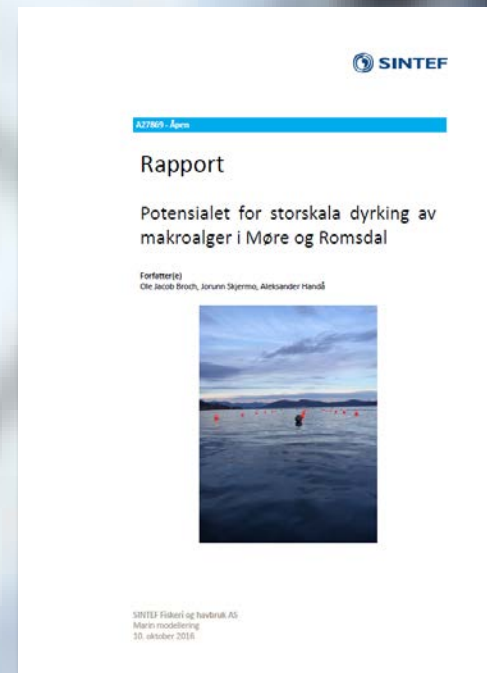 SINTEF
A27869 - Åpen
Rapport
Potensialet for storskala dyrking av
makroalger i Møre og Romsdal
Forfatter(e)
Ole Jacob Broch, Jorunn Skjermo, Aleksander Handå
SINTEF Fiskeri og havbruk AS
Marin modellering
10. oktober 2016